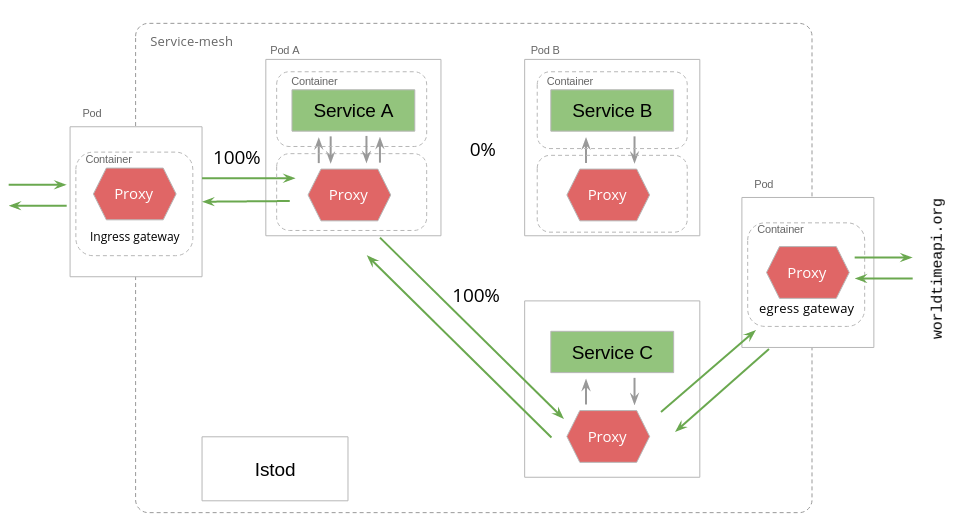 Service-mesh
Pod A
Pod B
Container
Container
Service A
Service B
Pod
Container
100%
0%
Proxy
Proxy
Proxy
Ingress gateway
Pod
Container
Proxy
egress gateway
worldtimeapi.org
100%
Service C
Proxy
Istod